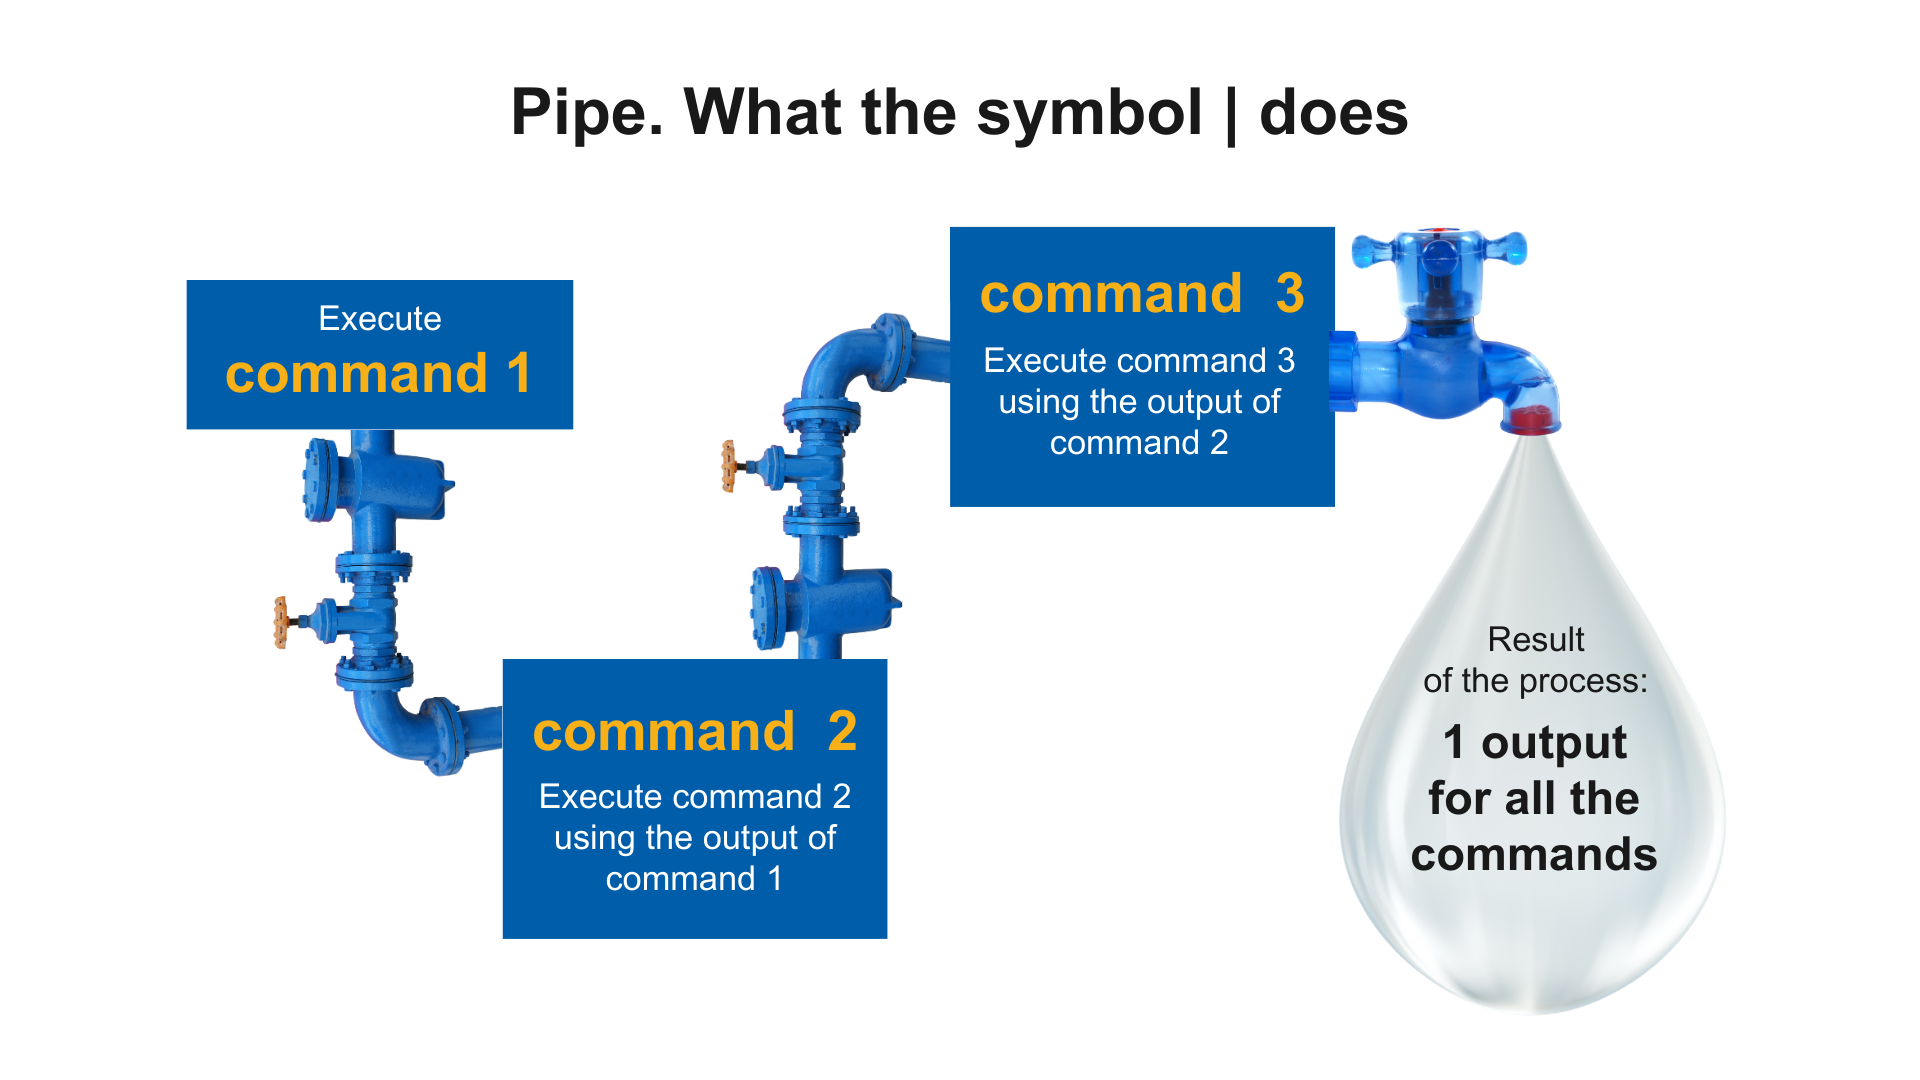 Pipe. What the symbol | does
Execute
command 1
command 2
Execute command 2
using the output of
command 1
command 3
Execute command 3
using the output of
command 2
Result
of the process:
1 output
for all the
commands